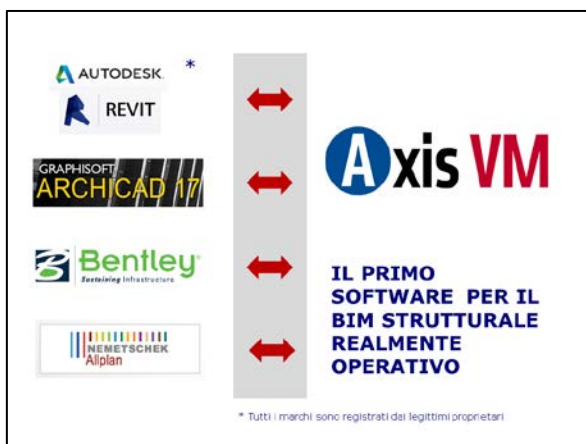 AUTODESK. *
REVIT
GRAPHISOFT
ARCHICAD 17
Bentley®
Sustaining Infrastructure
NEMETSCHEK
Allplan
Axis VM
IL PRIMO
SOFTWARE PER IL
BIM STRUTTURALE
REALMENTE
OPERATIVO
* Tutti i marchi sono registrati dai legittimi proprietari